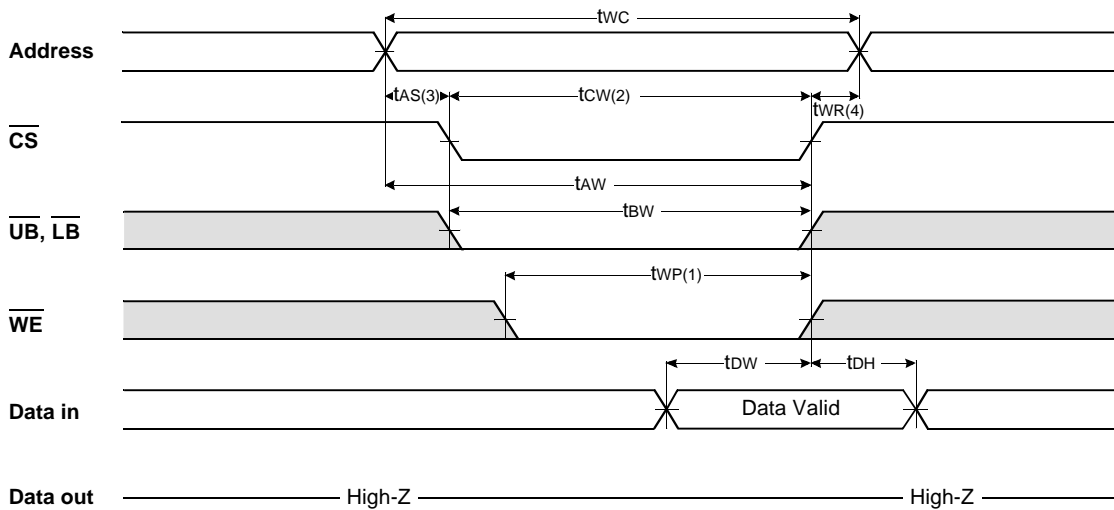 tWC
Address
tAS(3) tCW(2) tWR(4)
CS
tAW
UB, LB
tBW
tWP(1)
WE
tDW tDH
Data in Data Valid
Data out High-Z High-Z